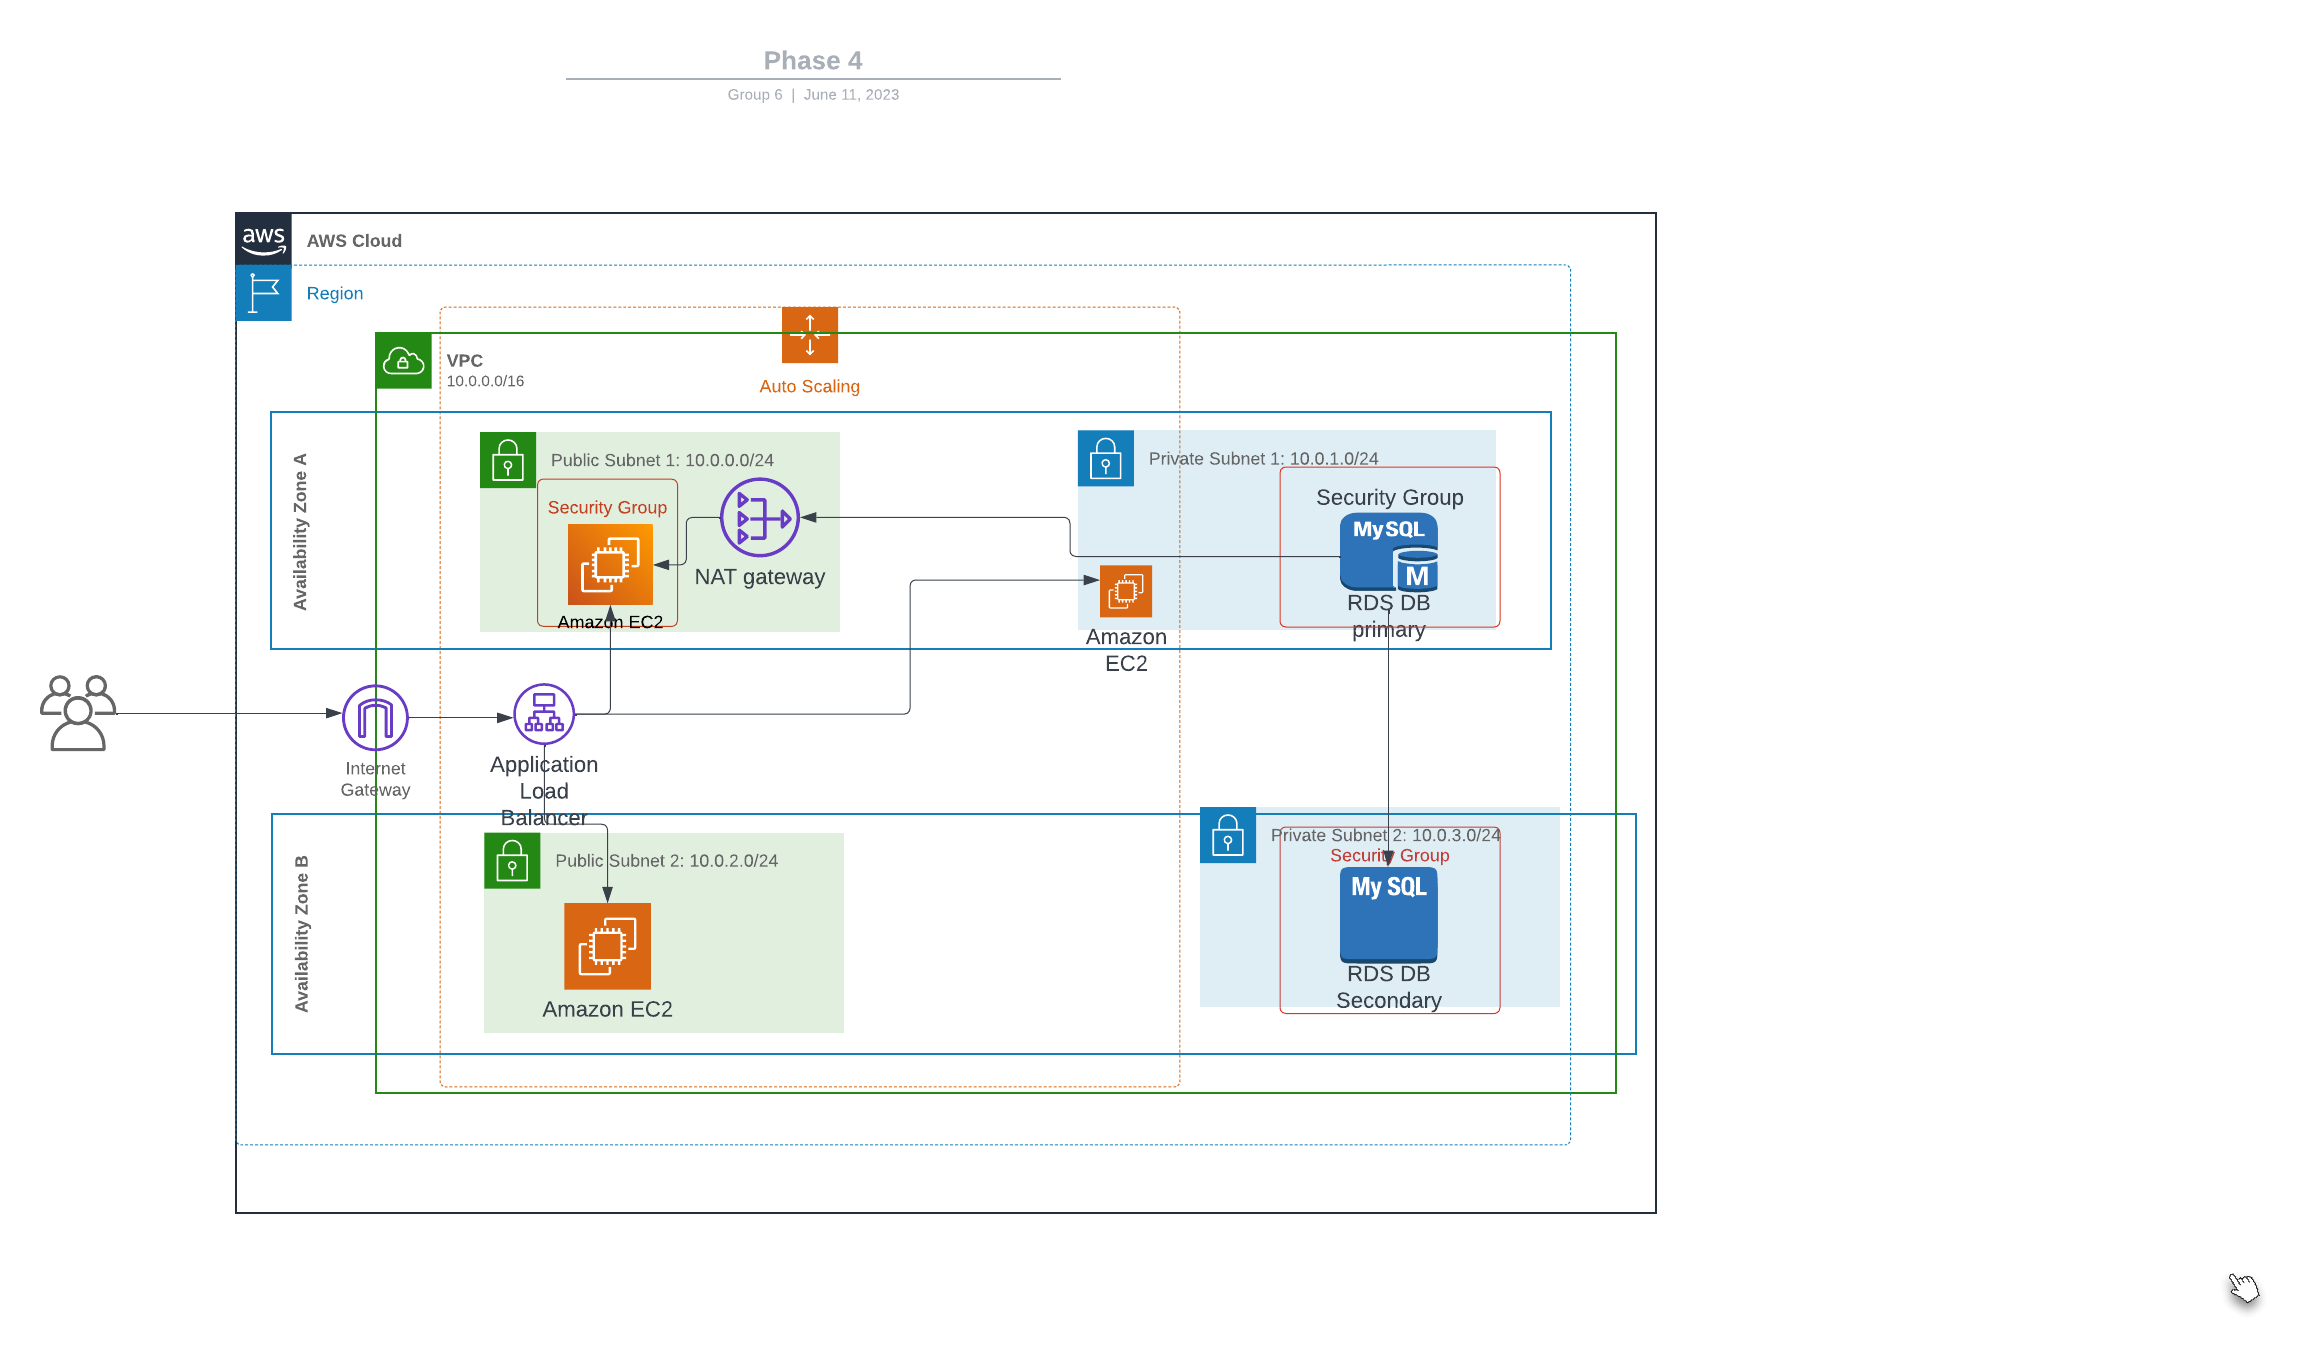 Phase 4
Group 6 | June 11, 2023
aws
AWS Cloud
Region
VPC
10.0.0.0/16
Auto Scaling
Availability Zone A
Public Subnet 1: 10.0.0.0/24
Security Group
Amazon EC2
NAT gateway
Private Subnet 1: 10.0.1.0/24
Security Group
MySQL
M
RDS DB
primary
Amazon
EC2
Internet
Gateway
Application
Load
Balancer
Availability Zone B
Public Subnet 2: 10.0.2.0/24
Amazon EC2
Private Subnet 2: 10.0.3.0/24
Security Group
My SQL
RDS DB
Secondary